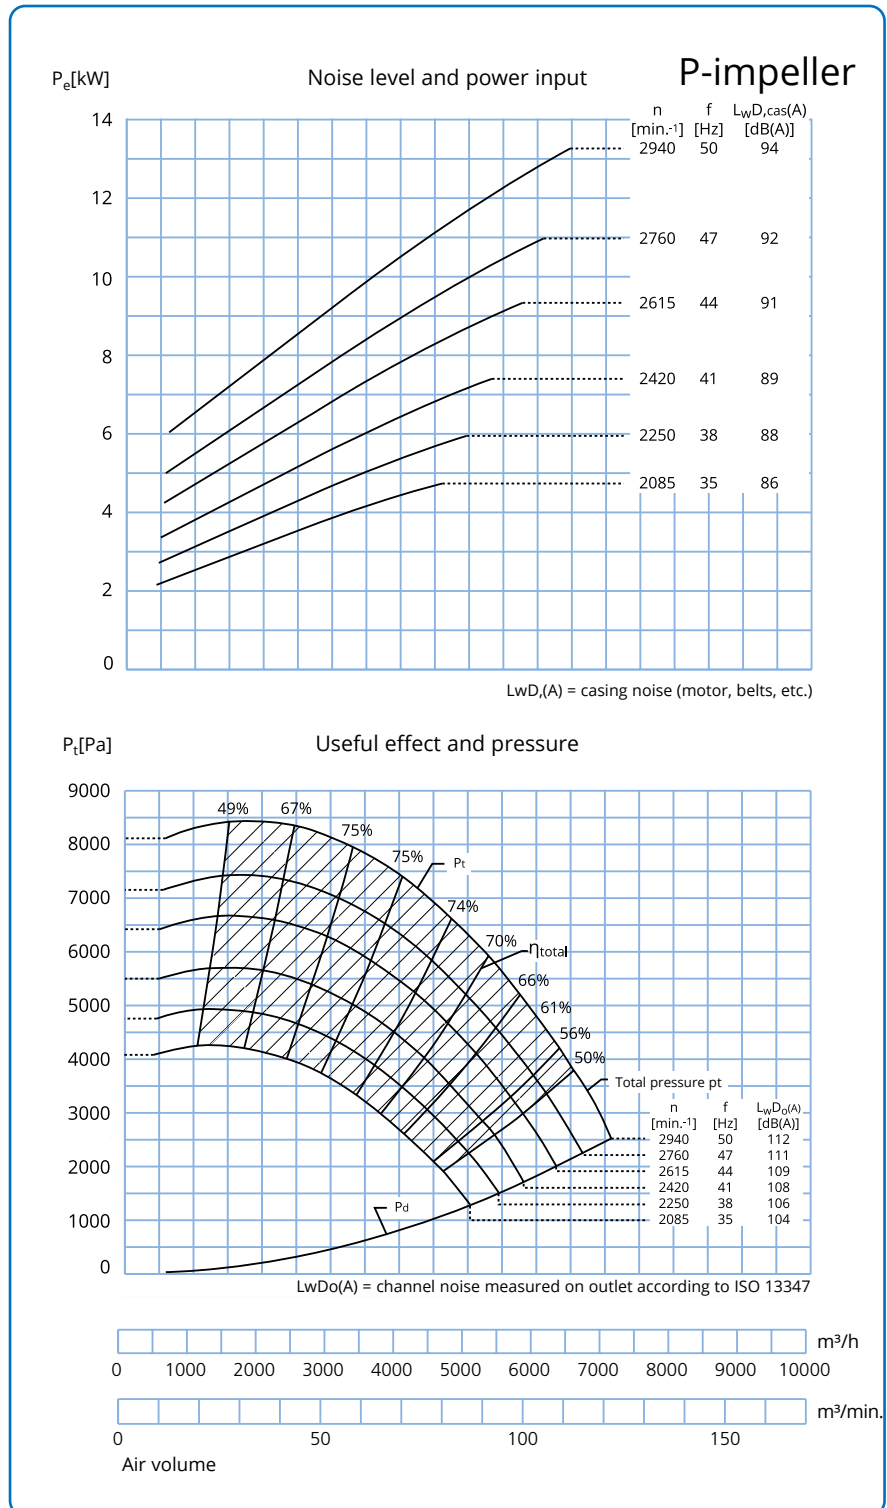 P-impeller
Pe[kW] Noise level and power input
n f LwD,cas(A)
[min.-1] [Hz] [dB(A)]
14
2940 50 94
12
2760 47 92
10
2615 44 91
8
2420 41 89
6
2250 38 88
2085 35 86
4
2
0
LwD,(A) = casing noise (motor, belts, etc.)
Pt[Pa] Useful effect and pressure
9000
49% 67%
75%
8000
75% Pt
7000
74%
70%
6000
ηtotal
66%
5000
61%
56%
4000
50%
Total pressure pt
3000
n f LwDo(A)
[min.-1] [Hz] [dB(A)]
2940 50 112
2760 47 111
2000
2615 44 109
2420 41 108
2250 38 106
Pd
1000
2085 35 104
0
LwDo(A) = channel noise measured on outlet according to ISO 13347
m³/h
0 1000 2000 3000 4000 5000 6000 7000 8000 9000 10000
m³/min.
0 50 100 150
Air volume